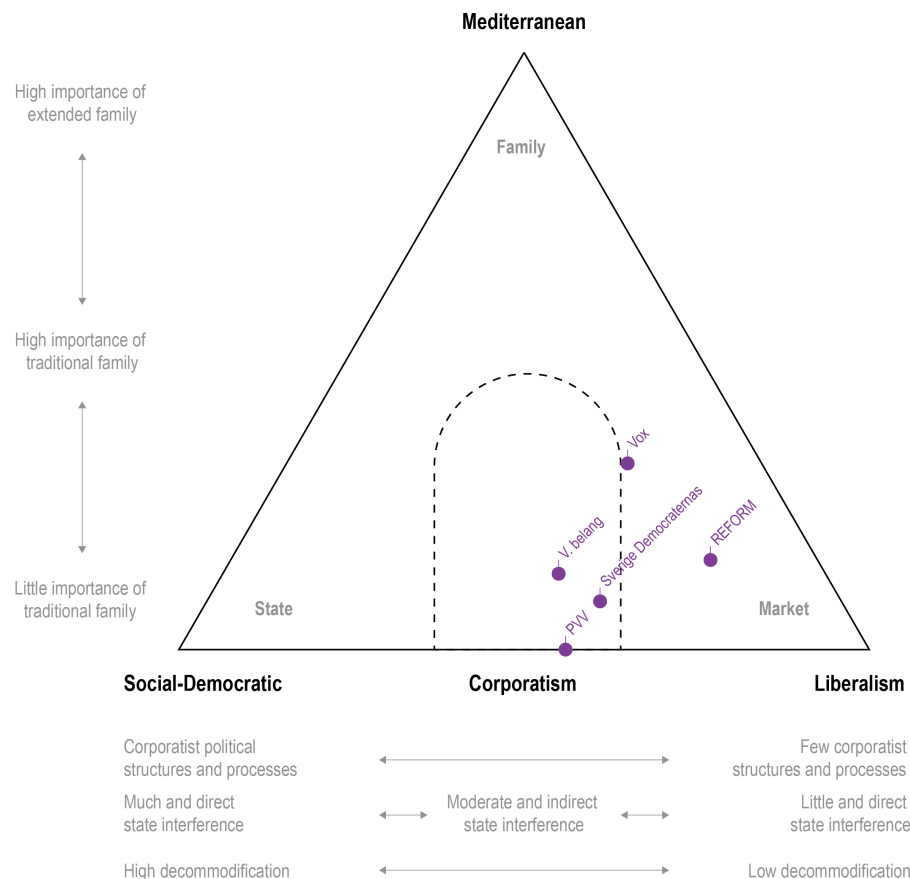 Mediterranean
High importance of
extended family
Family
High importance of
traditional family
Vox
REFORM
Sverige Democraternas
V. belang
PVV
Little importance of
traditional family
State
Market
Social-Democratic
Corporatism
Liberalism
Corporatist political
structures and processes
Few corporatist
structures and processes
Much and direct
state interference
Moderate and indirect
state interference
Little and direct
state interference
High decommodification
Low decommodification